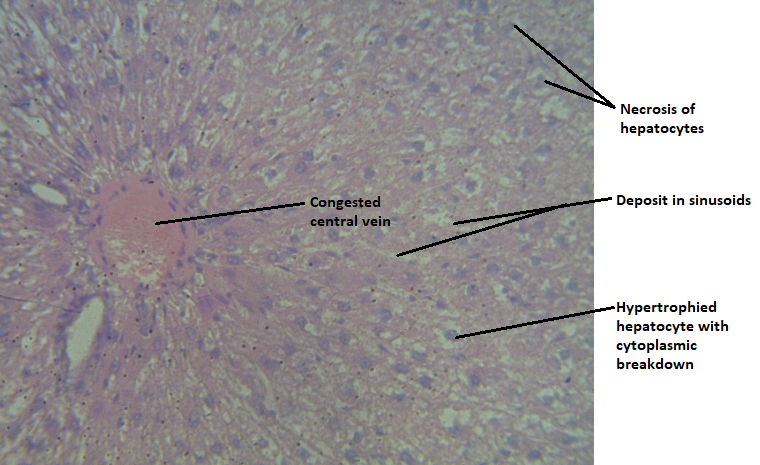 Necrosis of
hepatocytes
Deposit in sinusoids
Congested
central vein
Hypertrophied
hepatocyte with
cytoplasmic
breakdown